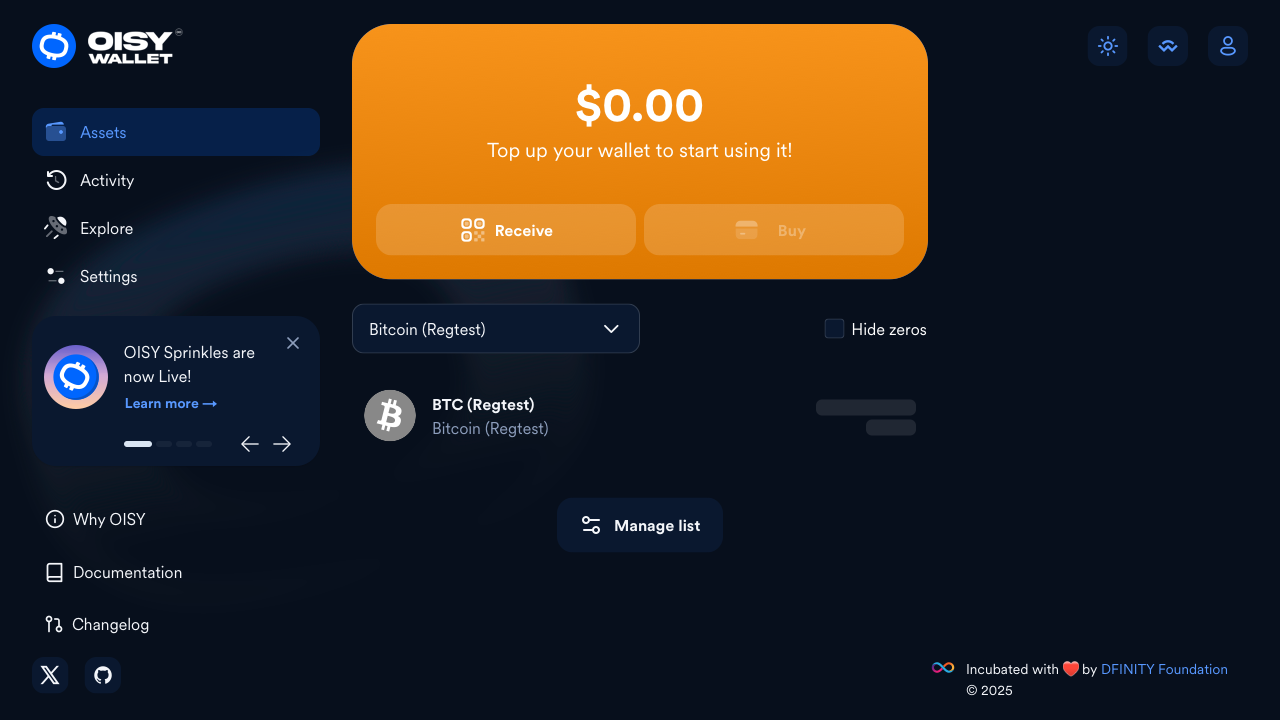 OISY
WALLET
Assets
Activity
Explore
Settings
OISY Sprinkles are
now Live!
Learn more →
Why OISY
Documentation
Changelog
$0.00
Top up your wallet to start using it!
Receive
Buy
Bitcoin (Regtest)
Hide zeros
BTC (Regtest)
Bitcoin (Regtest)
Manage list
Incubated with ❤️ by DFINITY Foundation
© 2025